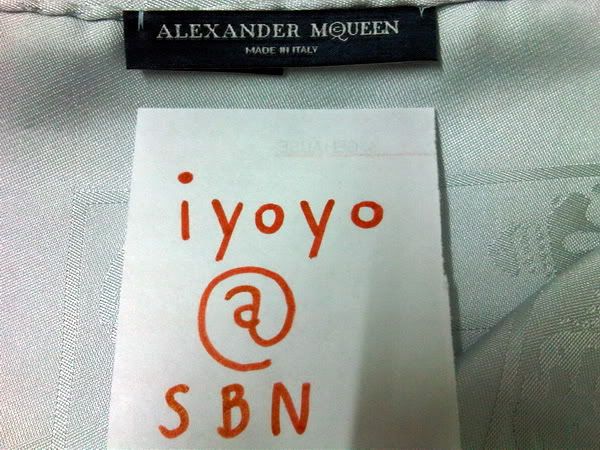 ALEXANDER McQUEEN
MADE IN ITALY
iyoyo
@
SBN